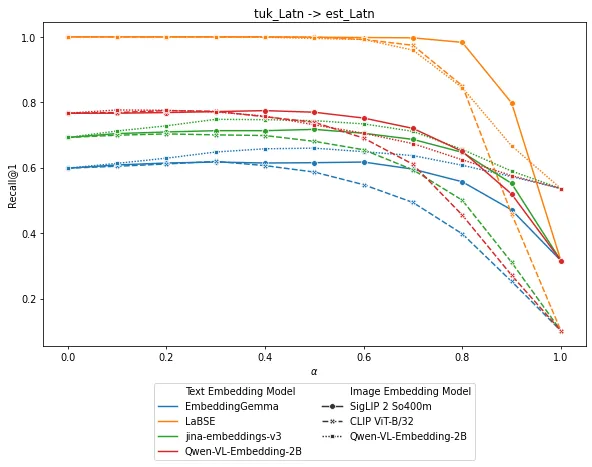 tuk_Latn -> est_Latn
Recall@1
1.0
0.8
0.6
0.4
0.2
0.0 0.2 0.4 0.6 0.8 1.0
α
Text Embedding Model
EmbeddingGemma
LaBSE
jina-embeddings-v3
Qwen-VL-Embedding-2B
Image Embedding Model
SigLIP 2 So400m
CLIP ViT-B/32
Qwen-VL-Embedding-2B